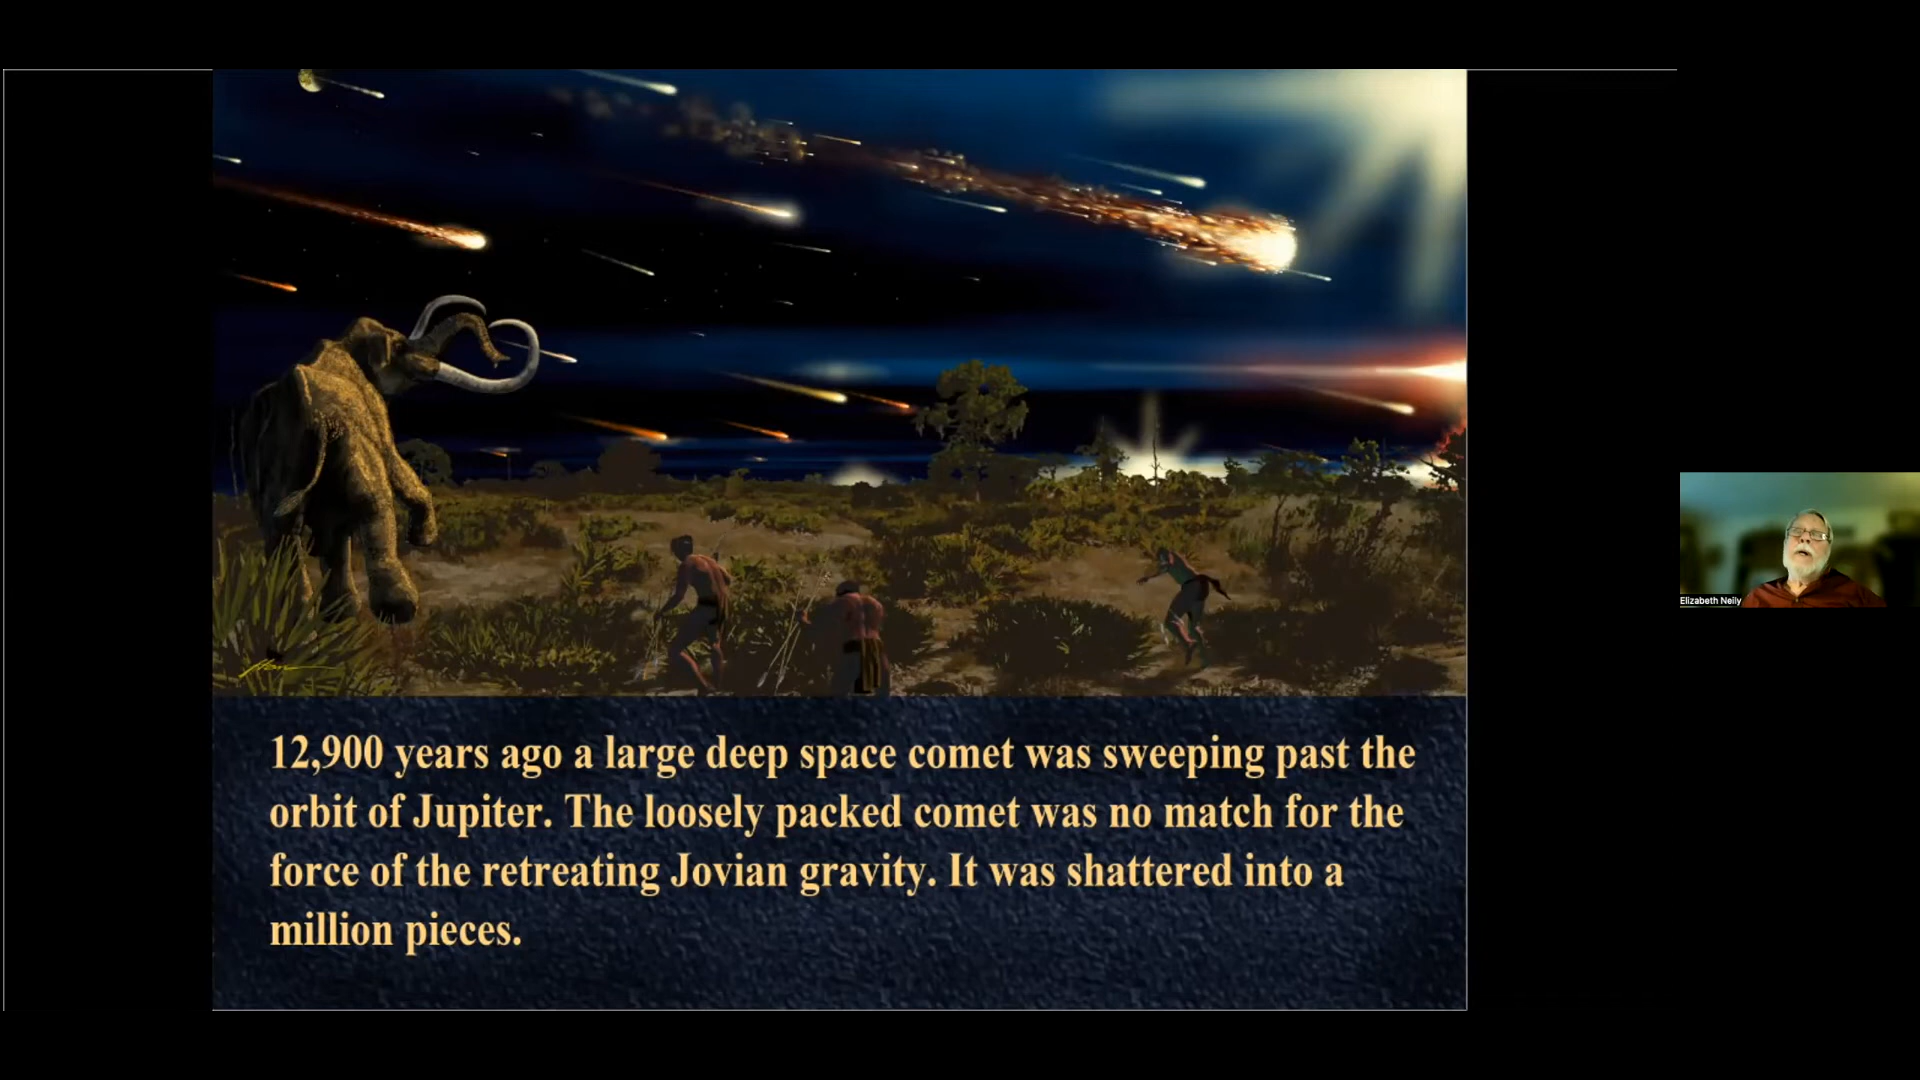 12,900 years ago a large deep space comet was sweeping past the
orbit of Jupiter. The loosely packed comet was no match for the
force of the retreating Jovian gravity. It was shattered into a
million pieces.
Elizabeth Neily